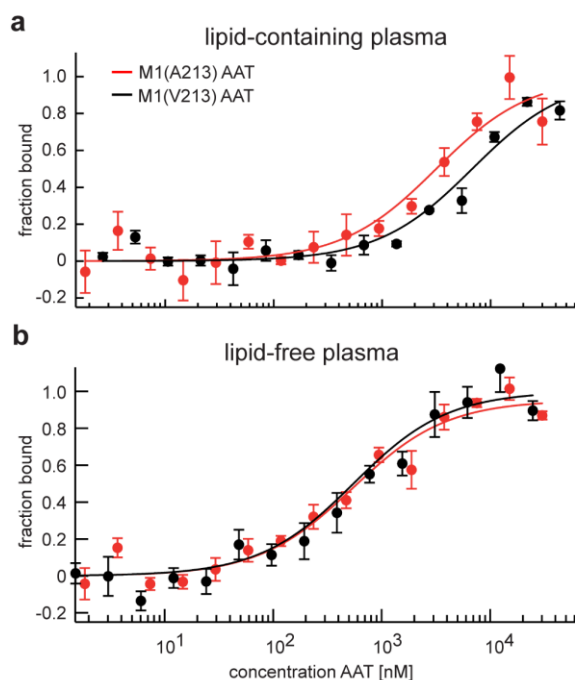 a
lipid-containing plasma
M1(A213) AAT
M1(V213) AAT
fraction bound
1.0
0.8
0.6
0.4
0.2
0
-0.2
b
lipid-free plasma
fraction bound
1.0
0.8
0.6
0.4
0.2
0
-0.2
10¹ 10² 10³ 10⁴
concentration AAT [nM]